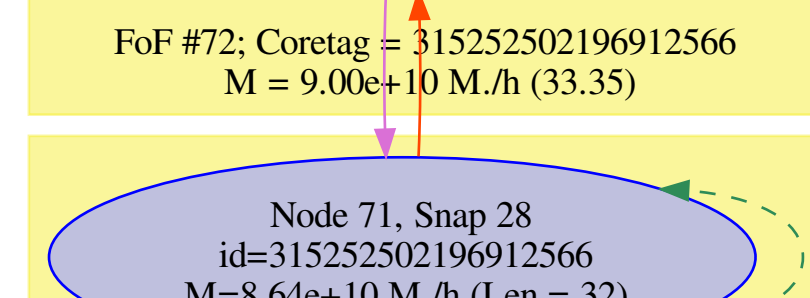 FoF #72; Coretag = 315252502196912566
M = 9.00e+10 M./h (33.35)
Node 71, Snap 28
id=315252502196912566
M=8.64e+10 M./h (Len = 32)